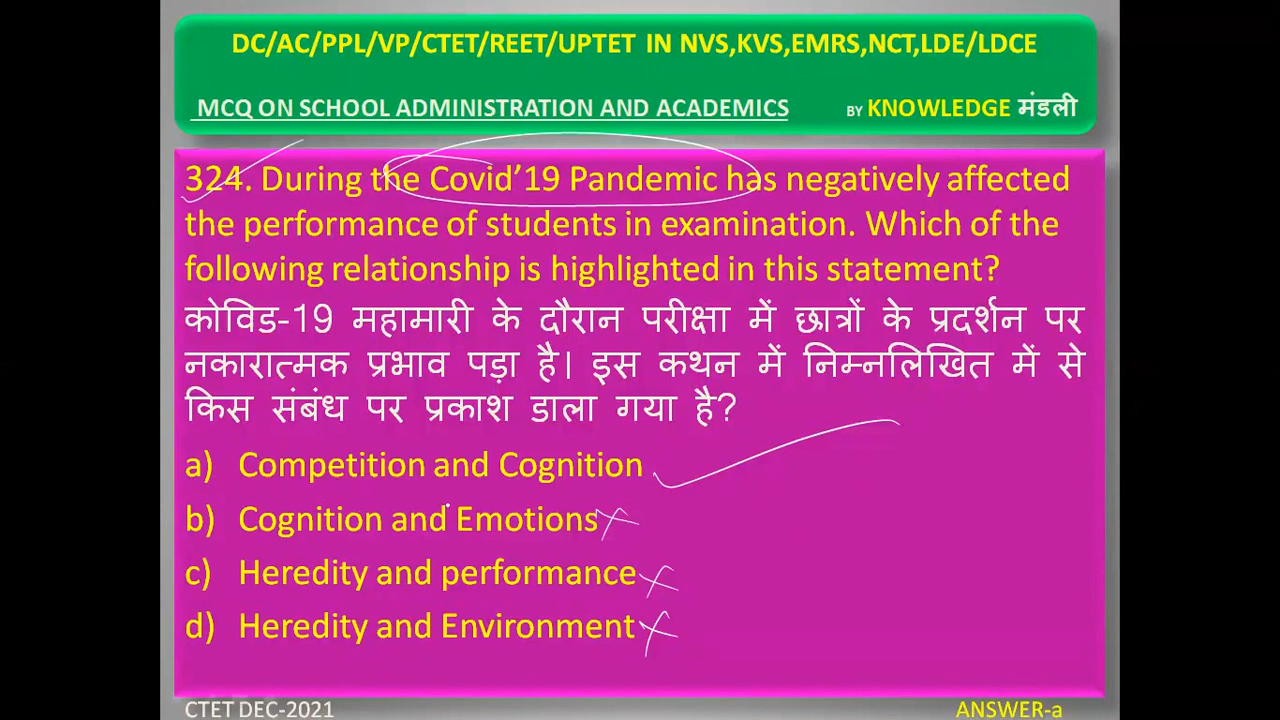 DC/AC/PPL/VP/CTET/REET/UPTET IN NVS,KVS,EMRS,NCT,LDE/LDCE
MCQ ON SCHOOL ADMINISTRATION AND ACADEMICS BY KNOWLEDGE मंडली
324. During the Covid'19 Pandemic has negatively affected
the performance of students in examination. Which of the
following relationship is highlighted in this statement?
कोविड-19 महामारी के दौरान परीक्षा में छात्रों के प्रदर्शन पर
नकारात्मक प्रभाव पड़ा है। इस कथन में निम्नलिखित में से
किस संबंध पर प्रकाश डाला गया है?
a) Competition and Cognition
b) Cognition and Emotions
c) Heredity and performance
d) Heredity and Environment
CTET DEC-2021 ANSWER-a